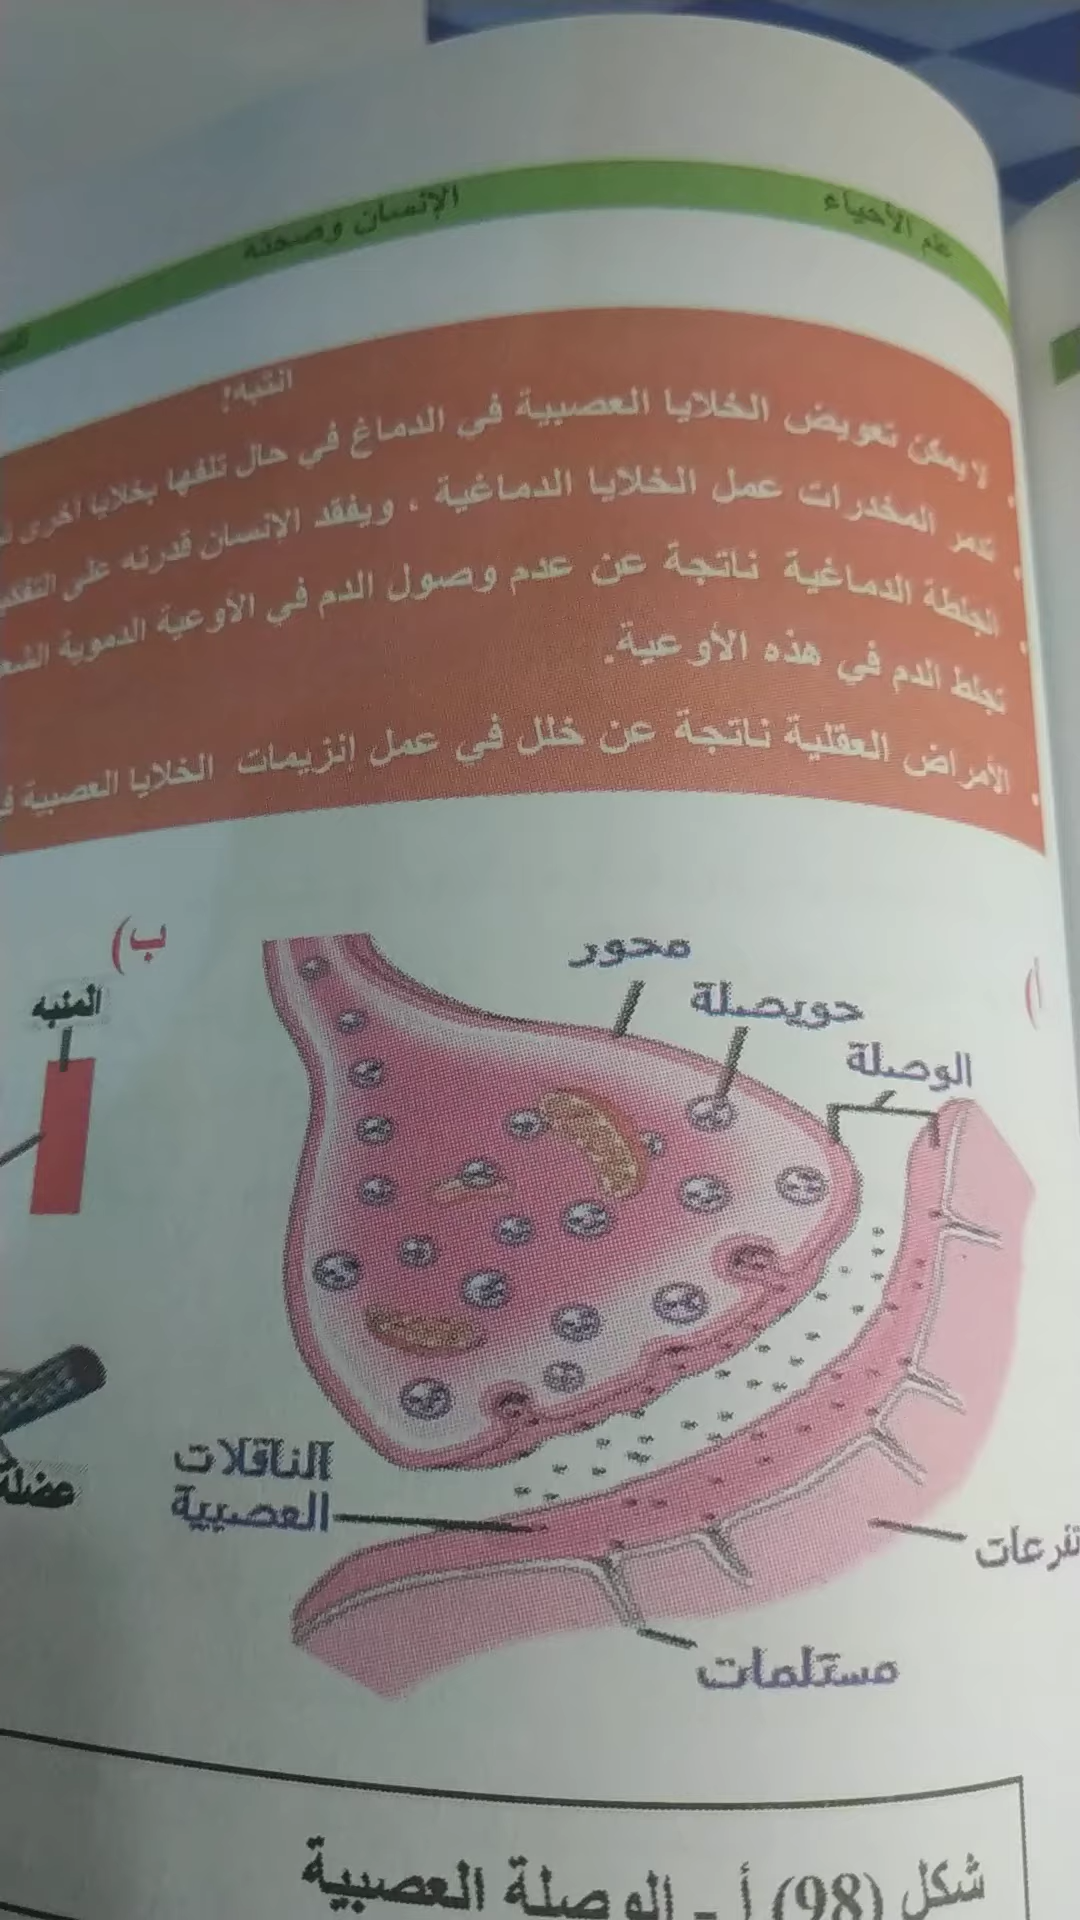 علم الأحياء
الإنسان وصحته
انتبه!
لا يمكن تعويض الخلايا العصبية في الدماغ في حال تلفها بخلايا أخرى
تدمر المخدرات عمل الخلايا الدماغية ، ويفقد الإنسان قدرته على
الجلطة الدماغية ناتجة عن عدم وصول الدم في الأوعية الدموية
تجلط الدم في هذه الأوعية.
الأمراض العقلية ناتجة عن خلل في عمل إنزيمات الخلايا العصبية
أ)
محور
حويصلة
الوصلة
الناقلات
العصبية
مستلمات
ب)
المنبه
عضلة
شكل (98) أ - الوصلة العصبية